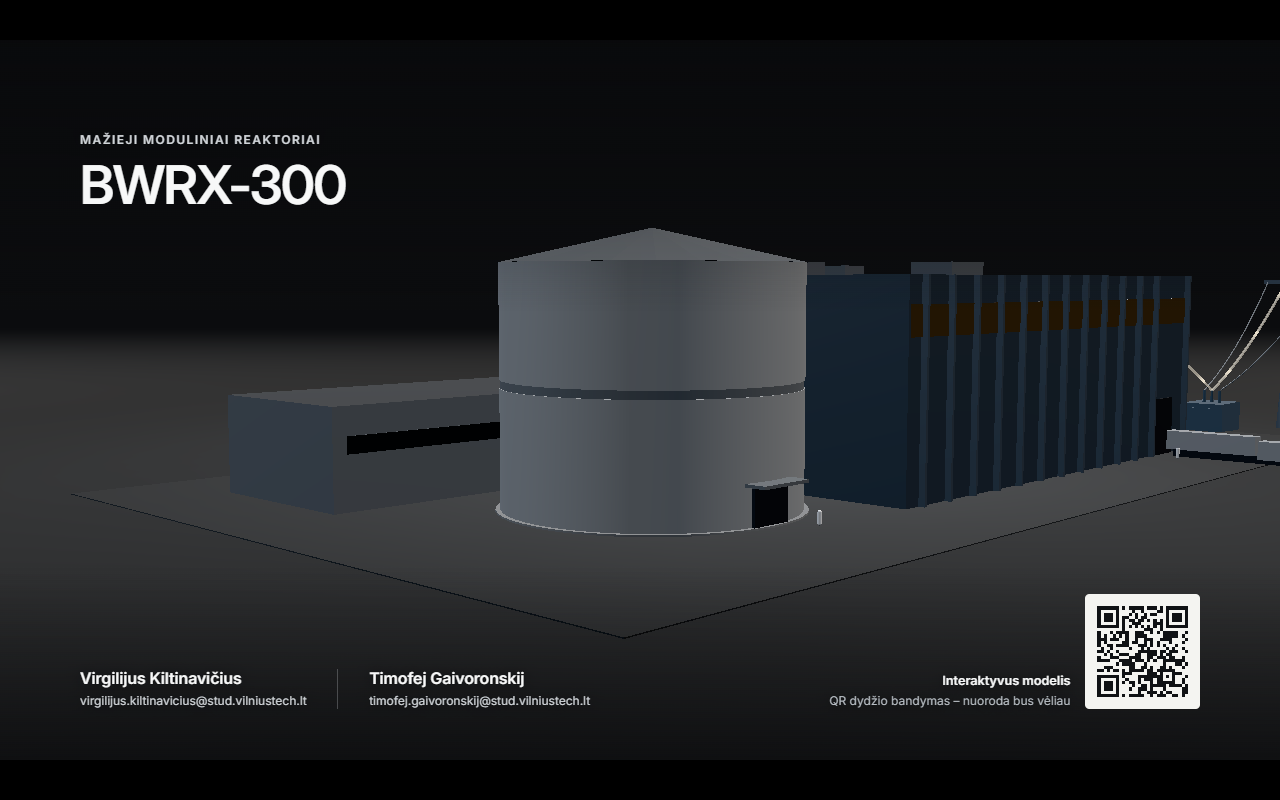 MAŽIEJI MODULINIAI REAKTORIAI
BWRX-300
Virgilijus Kiltinavičius
virgilijus.kiltinavicius@stud.vilniustech.lt
Timofej Gaivoronskij
timofej.gaivoronskij@stud.vilniustech.lt
Interaktyvus modelis
QR dydžio bandymas – nuoroda bus vėliau